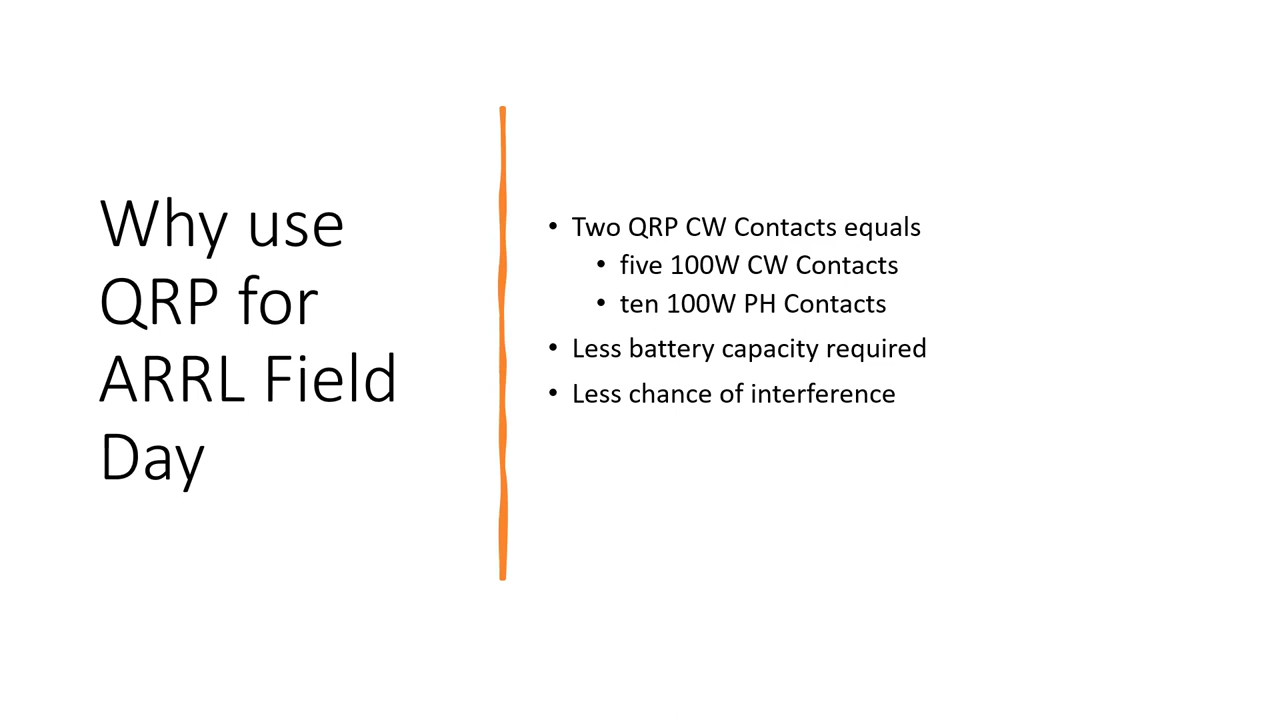 Why use
QRP for
ARRL Field
Day
• Two QRP CW Contacts equals
• five 100W CW Contacts
• ten 100W PH Contacts
• Less battery capacity required
• Less chance of interference